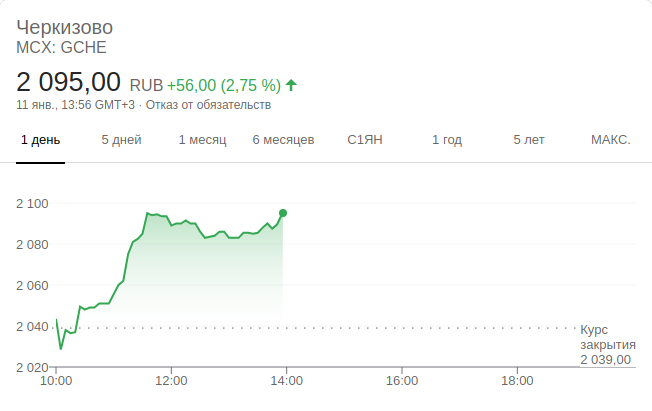 Черкизово
MCX: GCHE
2 095,00 RUB +56,00 (2,75 %)
11 янв., 13:56 GMT+3 · Отказ от обязательств
1 день 5 дней 1 месяц 6 месяцев С1ЯН 1 год 5 лет МАКС.
2 100
2 080
2 060
2 040
Курс
закрытия
2 039,00
2 020
10:00 12:00 14:00 16:00 18:00